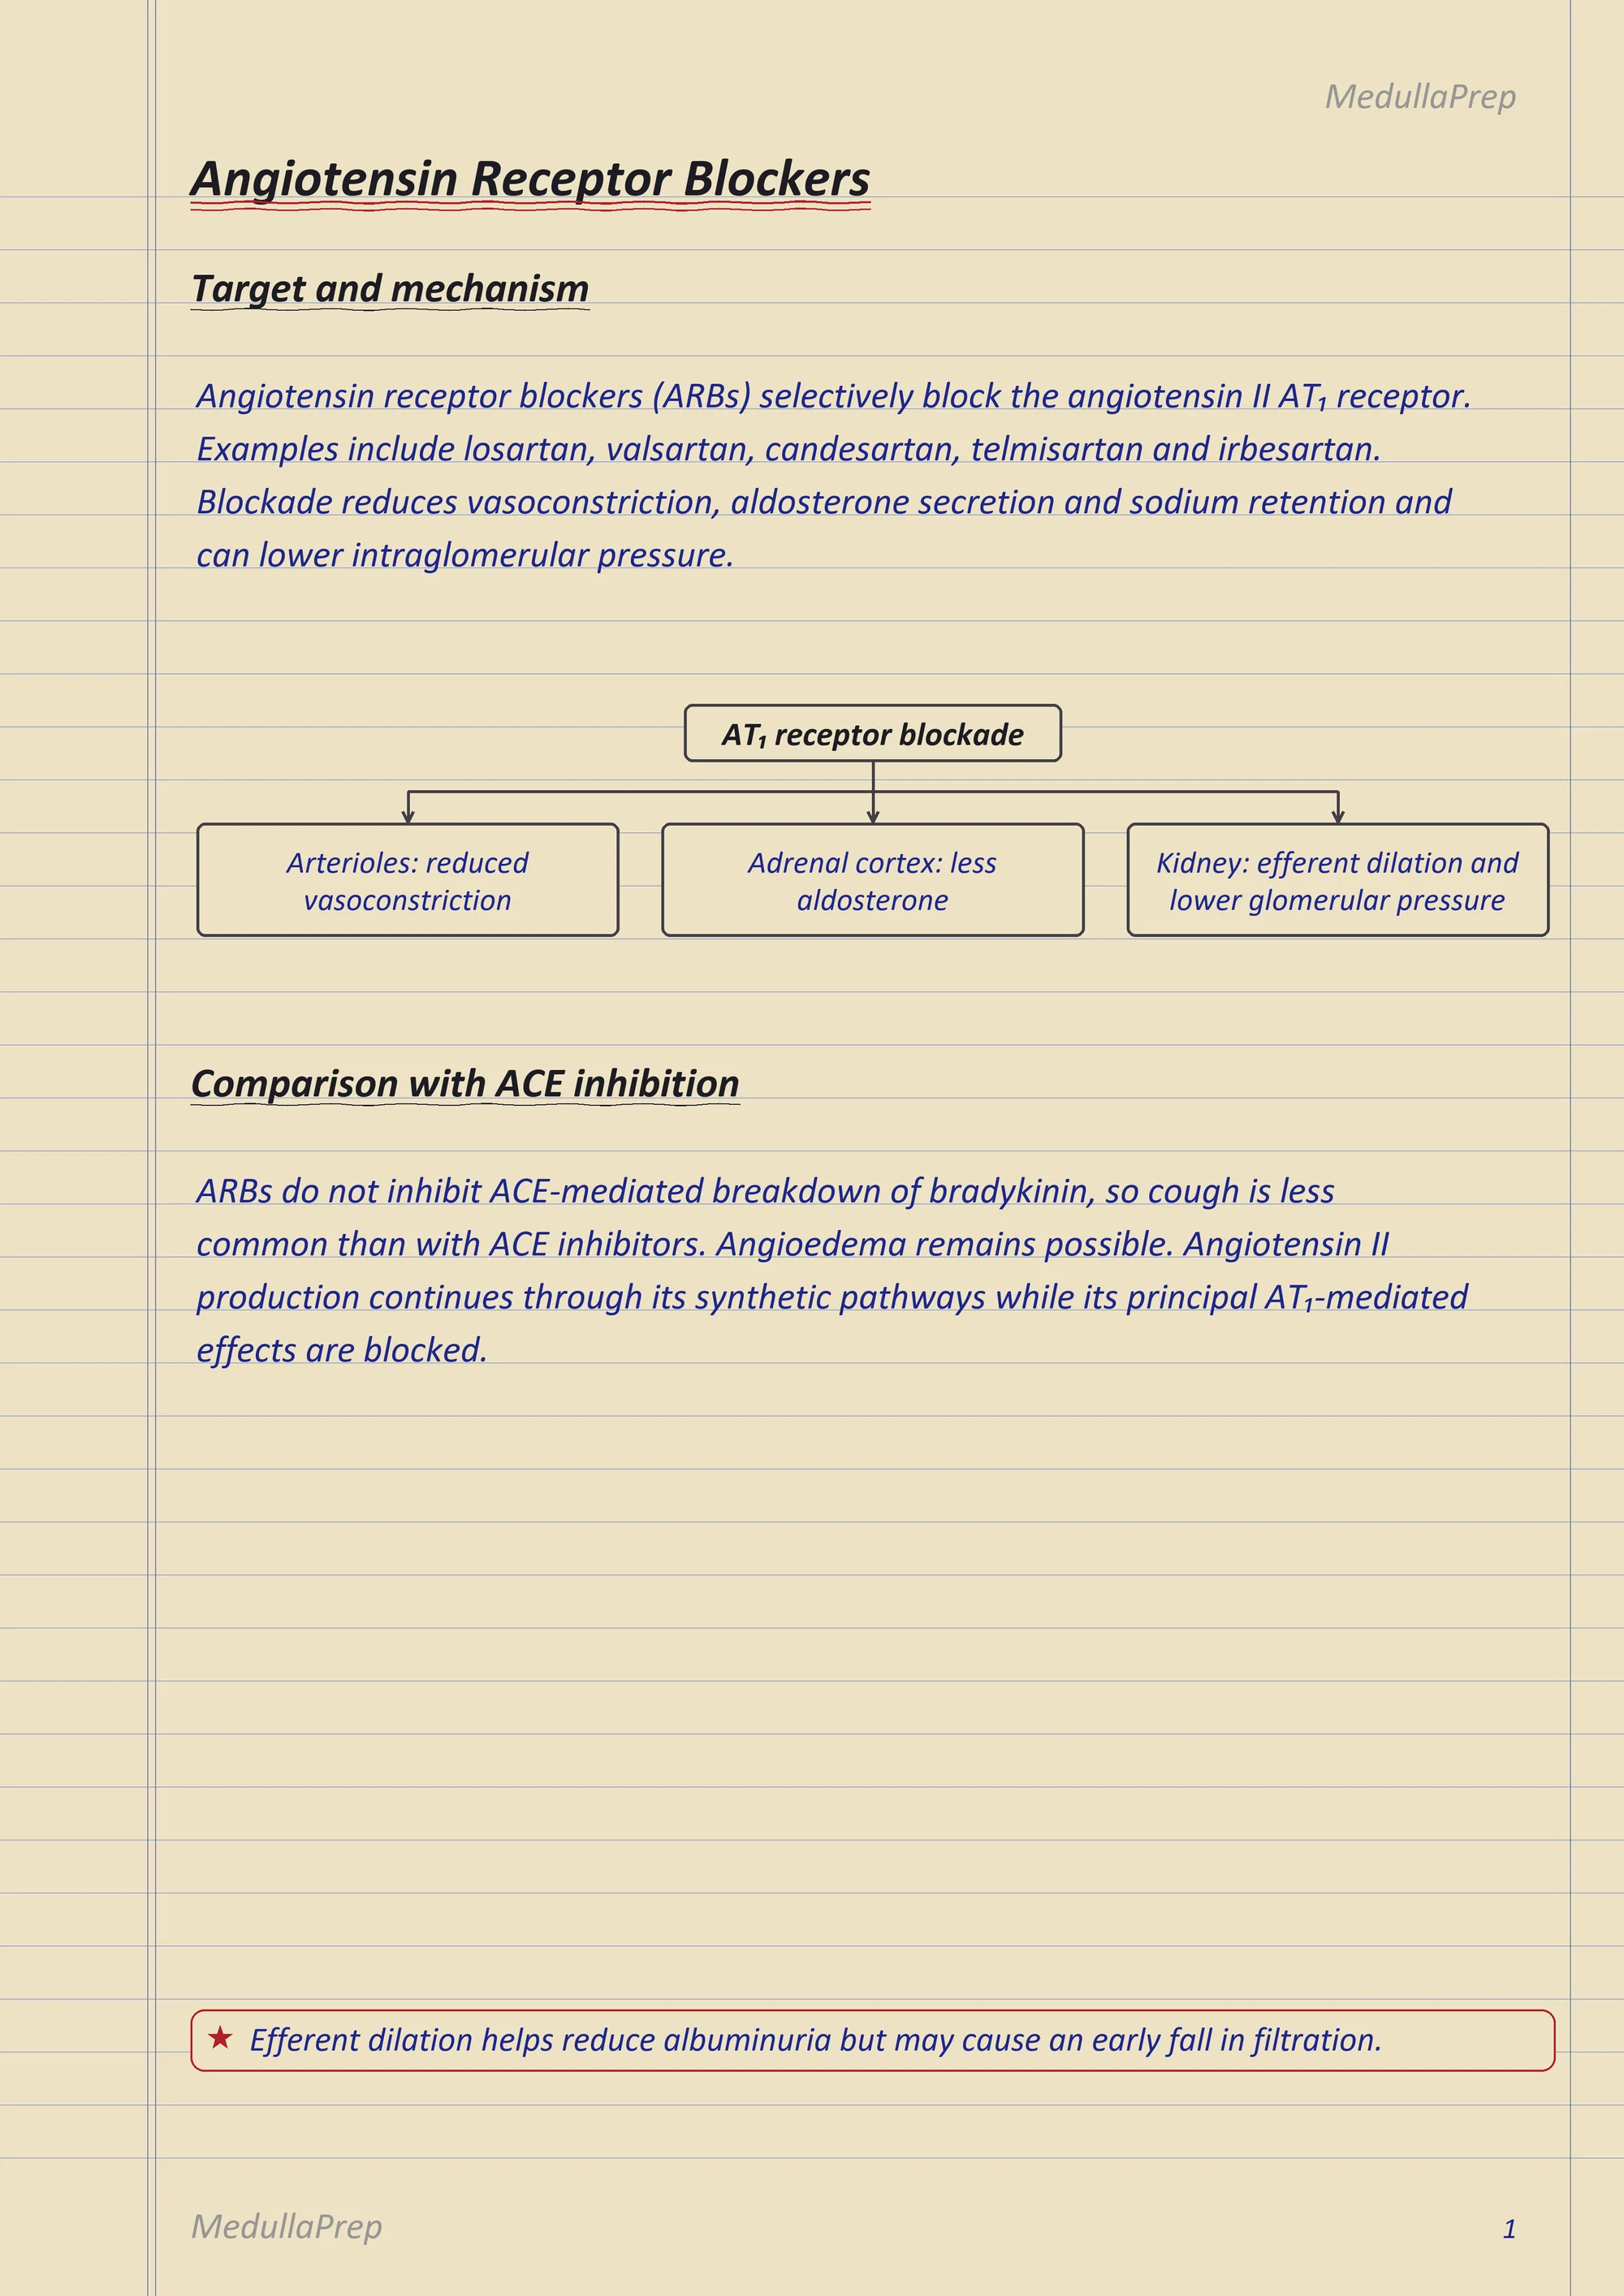 MedullaPrep
Angiotensin Receptor Blockers
Target and mechanism
Angiotensin receptor blockers (ARBs) selectively block the angiotensin II AT₁ receptor.
Examples include losartan, valsartan, candesartan, telmisartan and irbesartan.
Blockade reduces vasoconstriction, aldosterone secretion and sodium retention and
can lower intraglomerular pressure.
AT₁ receptor blockade
Arterioles: reduced
vasoconstriction
Adrenal cortex: less
aldosterone
Kidney: efferent dilation and
lower glomerular pressure
Comparison with ACE inhibition
ARBs do not inhibit ACE-mediated breakdown of bradykinin, so cough is less
common than with ACE inhibitors. Angioedema remains possible. Angiotensin II
production continues through its synthetic pathways while its principal AT₁-mediated
effects are blocked.
★ Efferent dilation helps reduce albuminuria but may cause an early fall in filtration.
MedullaPrep
1